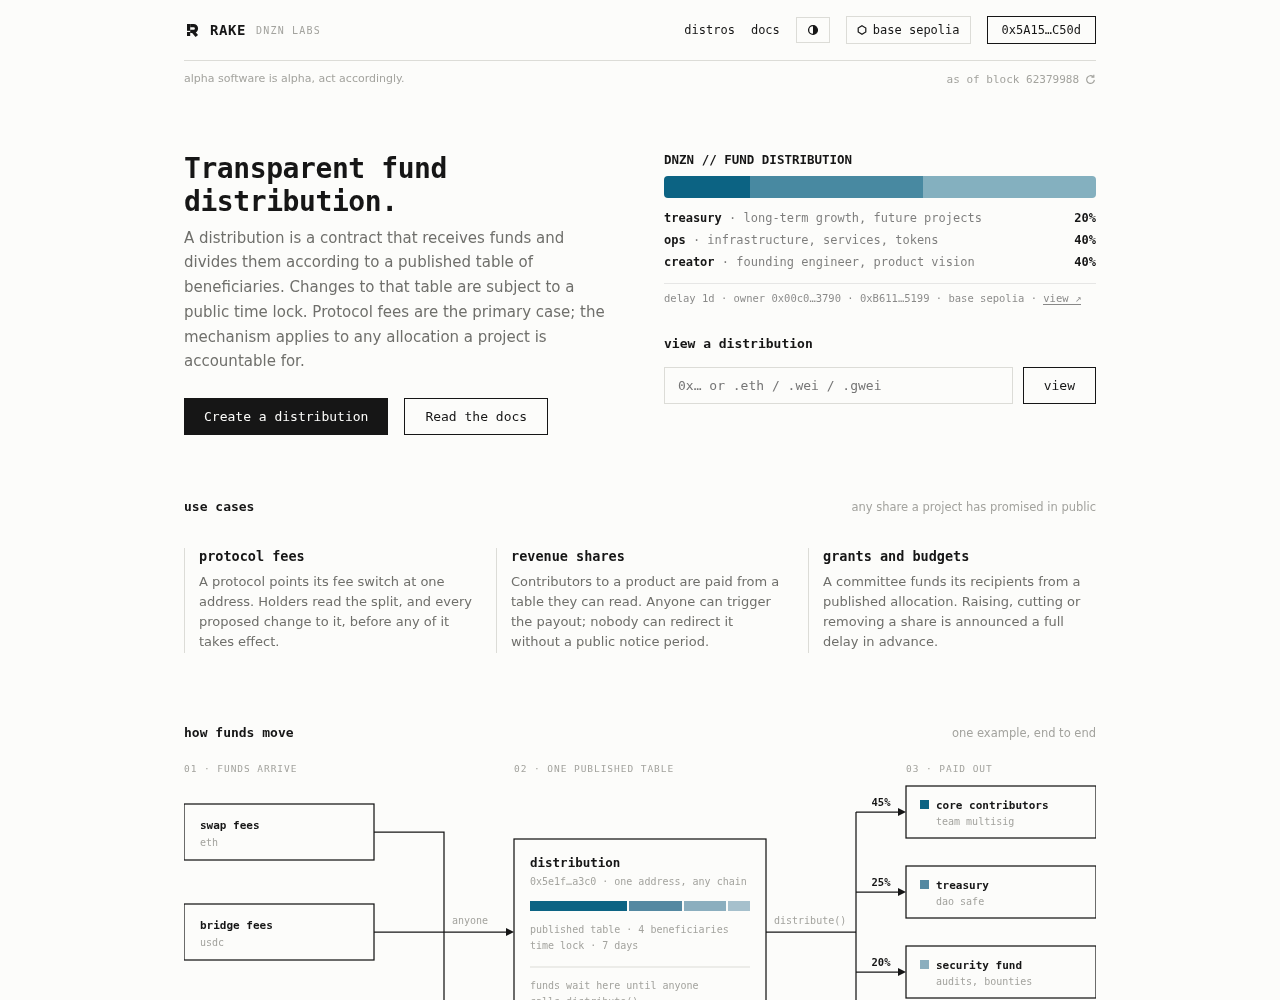 RAKE DNZN LABS
distros docs base sepolia 0x5A15…C50d
alpha software is alpha, act accordingly.
as of block 62379988
Transparent fund
distribution.
A distribution is a contract that receives funds and
divides them according to a published table of
beneficiaries. Changes to that table are subject to a
public time lock. Protocol fees are the primary case; the
mechanism applies to any allocation a project is
accountable for.
Create a distribution
Read the docs
DNZN // FUND DISTRIBUTION
treasury · long-term growth, future projects 20%
ops · infrastructure, services, tokens 40%
creator · founding engineer, product vision 40%
delay 1d · owner 0x00c0…3790 · 0xB611…5199 · base sepolia · view ↗
view a distribution
0x… or .eth / .wei / .gwei
view
use cases
any share a project has promised in public
protocol fees
A protocol points its fee switch at one
address. Holders read the split, and every
proposed change to it, before any of it
takes effect.
revenue shares
Contributors to a product are paid from a
table they can read. Anyone can trigger
the payout; nobody can redirect it
without a public notice period.
grants and budgets
A committee funds its recipients from a
published allocation. Raising, cutting or
removing a share is announced a full
delay in advance.
how funds move
one example, end to end
01 · FUNDS ARRIVE
02 · ONE PUBLISHED TABLE
03 · PAID OUT
swap fees
eth
bridge fees
usdc
anyone
distribution
0x5e1f…a3c0 · one address, any chain
published table · 4 beneficiaries
time lock · 7 days
funds wait here until anyone
calls distribute()
distribute()
45%
core contributors
team multisig
25%
treasury
dao safe
20%
security fund
audits, bounties